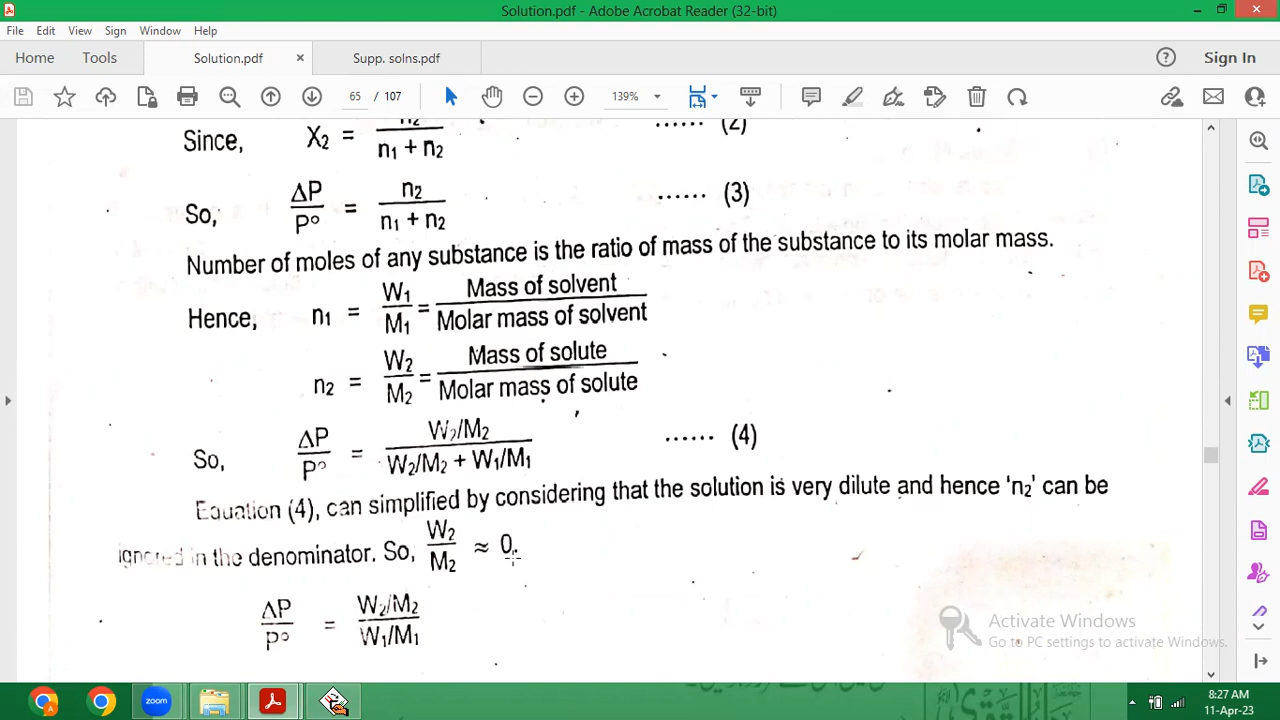 Solution.pdf - Adobe Acrobat Reader (32-bit)
File Edit View Sign Window Help
Home Tools Solution.pdf × Supp. solns.pdf ? Sign In
65 / 107 139%
Since, X₂ = n₂ / n₁ + n₂ ...... (2)
So, ΔP / P° = n₂ / n₁ + n₂ ...... (3)
Number of moles of any substance is the ratio of mass of the substance to its molar mass.
Hence, n₁ = W₁ / M₁ = Mass of solvent / Molar mass of solvent
n₂ = W₂ / M₂ = Mass of solute / Molar mass of solute
So, ΔP / P° = W₂/M₂ / W₂/M₂ + W₁/M₁ ...... (4)
Equation (4), can simplified by considering that the solution is very dilute and hence 'n₂' can be
ignored in the denominator. So, W₂ / M₂ ≈ 0.
ΔP / P° = W₂/M₂ / W₁/M₁
Activate Windows
Go to PC settings to activate Windows.
zoom
8:27 AM
11-Apr-23